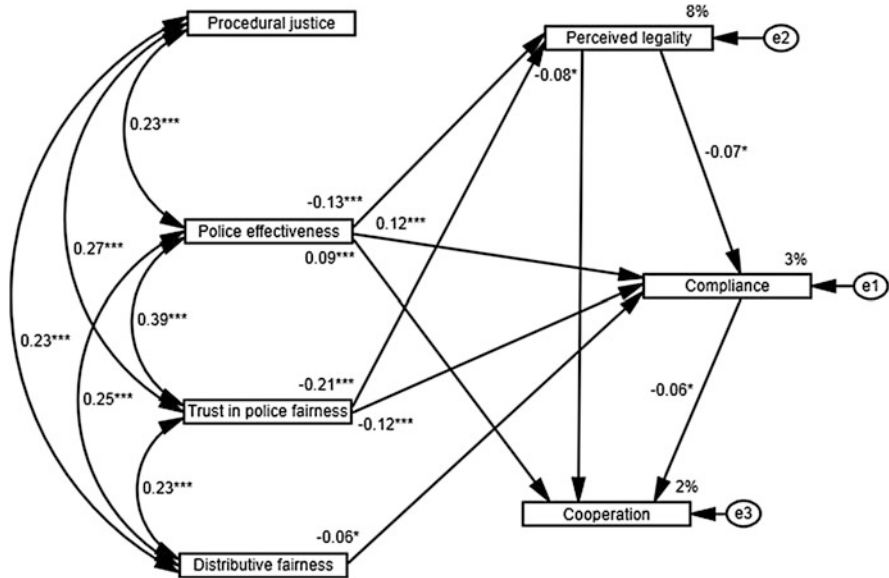 8%
Procedural justice
Perceived legality
e2
-0.08*
0.23***
-0.07*
-0.13***
Police effectiveness
0.12***
0.09***
0.27***
3%
Compliance
e1
0.39***
0.23***
0.25***
-0.21***
-0.06*
Trust in police fairness
-0.12***
0.23***
2%
Cooperation
e3
-0.06*
Distributive fairness